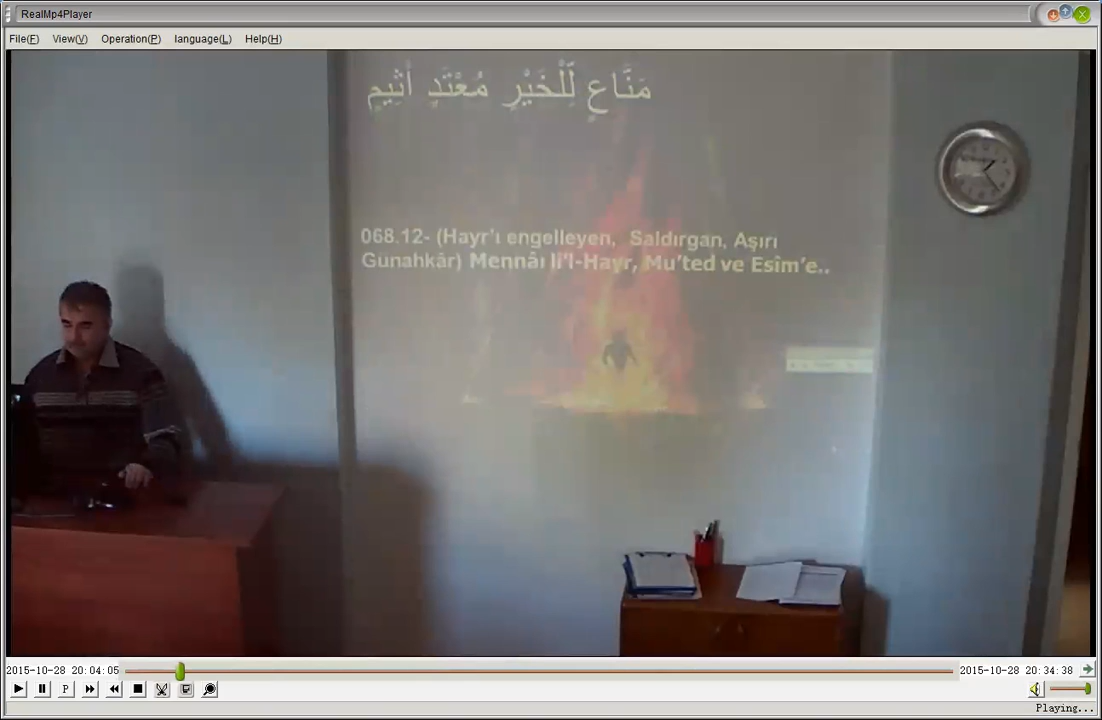 RealMp4Player
File(F) View(V) Operation(P) language(L) Help(H)
مَنَّاعٍ لِّلْخَيْرِ مُعْتَدٍ أَثِيمٍ
068.12- (Hayr'ı engelleyen, Saldırgan, Aşırı
Gunahkâr) Mennâı li'l-Hayr, Mu'ted ve Esîm'e..
2015-10-28 20:04:05 2015-10-28 20:34:38
P
Playing...